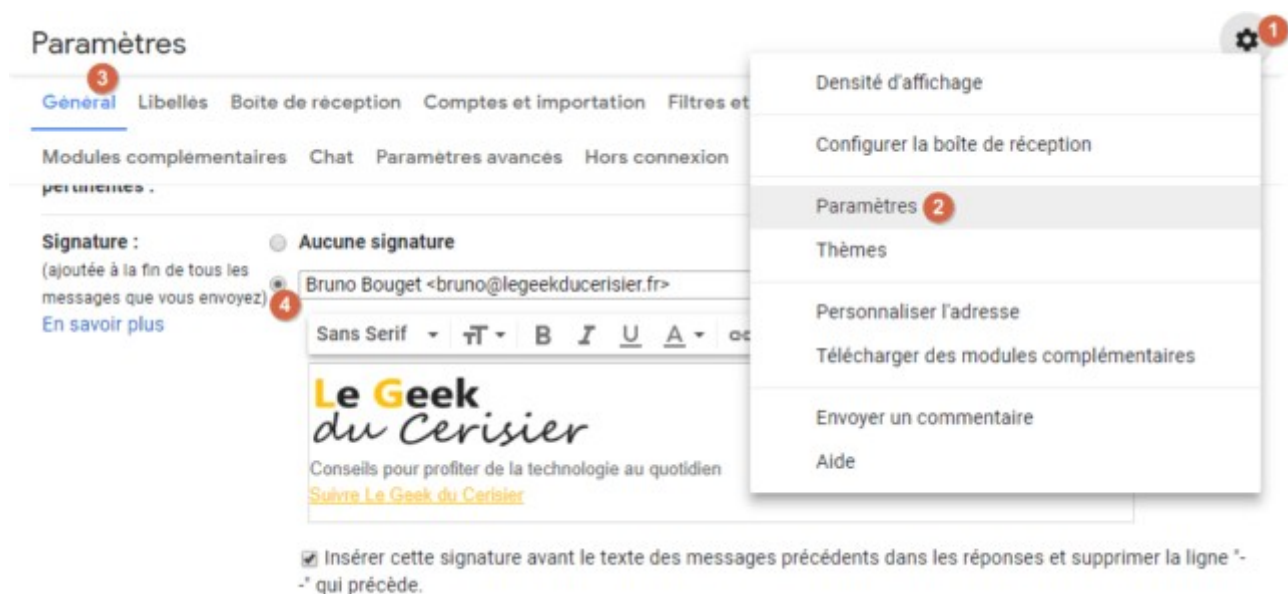 Paramètres
1
3
Général Libellés Boîte de réception Comptes et importation Filtres et
Modules complémentaires Chat Paramètres avancés Hors connexion
pertinentes :
Signature :
(ajoutée à la fin de tous les
messages que vous envoyez)
En savoir plus
Aucune signature
4
Bruno Bouget <bruno@legeekducerisier.fr>
Sans Serif TT B I U A
Le Geek
du Cerisier
Conseils pour profiter de la technologie au quotidien
Suivre Le Geek du Cerisier
Insérer cette signature avant le texte des messages précédents dans les réponses et supprimer la ligne "-
-" qui précède.
Densité d'affichage
Configurer la boîte de réception
Paramètres 2
Thèmes
Personnaliser l'adresse
Télécharger des modules complémentaires
Envoyer un commentaire
Aide